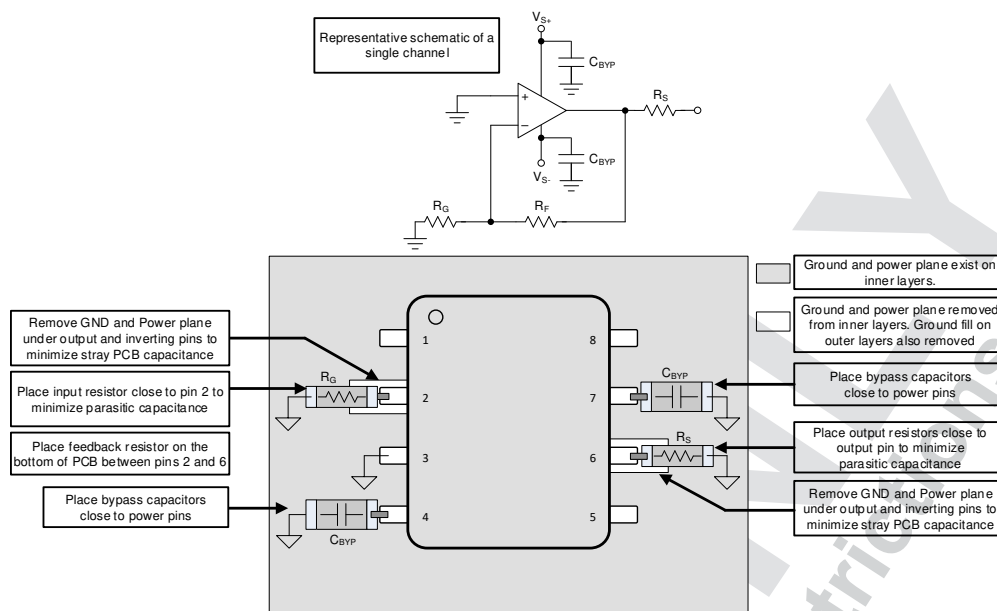 Representative schematic of a
single channel
VS+
CBYP
RS
+
−
CBYP
VS-
RG
RF
Ground and power plane exist on
inner layers.
Ground and power plane removed
from inner layers. Ground fill on
outer layers also removed
Remove GND and Power plane
under output and inverting pins to
minimize stray PCB capacitance
Place input resistor close to pin 2 to
minimize parasitic capacitance
Place feedback resistor on the
bottom of PCB between pins 2 and 6
Place bypass capacitors
close to power pins
RG
CBYP
1
2
3
4
8
7
6
5
CBYP
RS
Place bypass capacitors
close to power pins
Place output resistors close to
output pin to minimize
parasitic capacitance
Remove GND and Power plane
under output and inverting pins to
minimize stray PCB capacitance